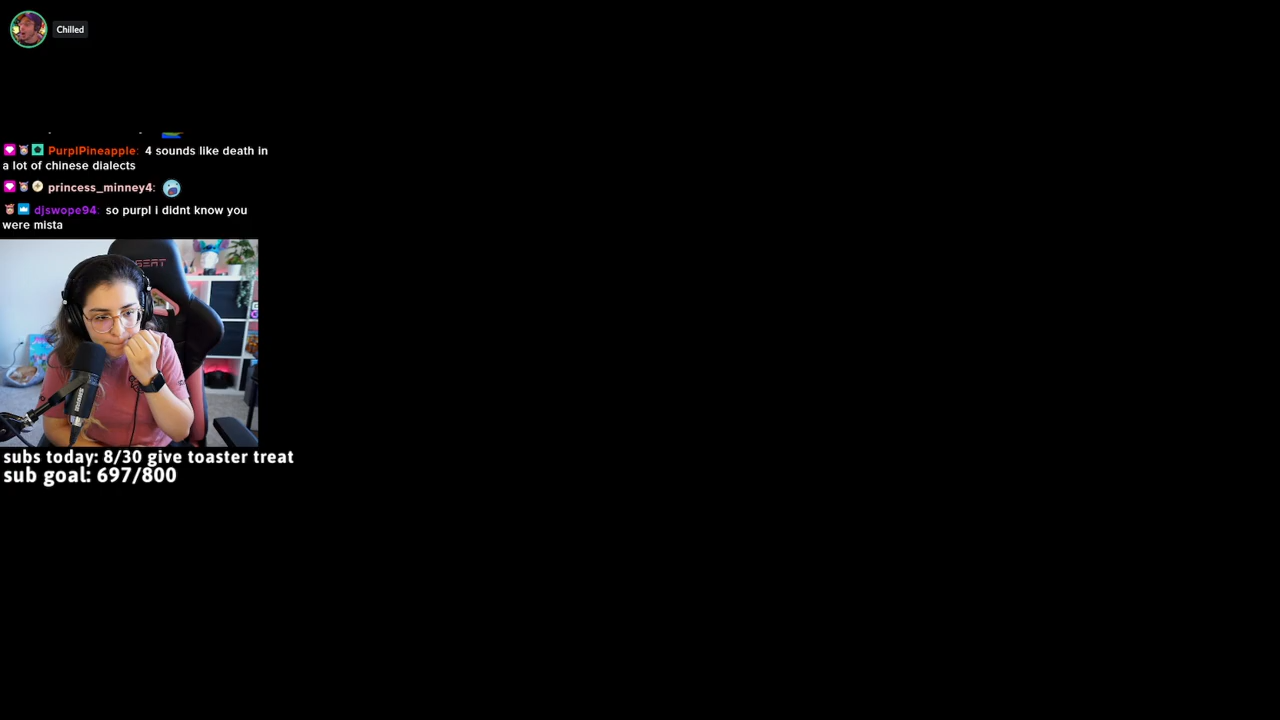 Chilled
PurplPineapple: 4 sounds like death in
a lot of chinese dialects
princess_minney4:
djswope94: so purpl i didnt know you
were mista
subs today: 8/30 give toaster treat
sub goal: 697/800